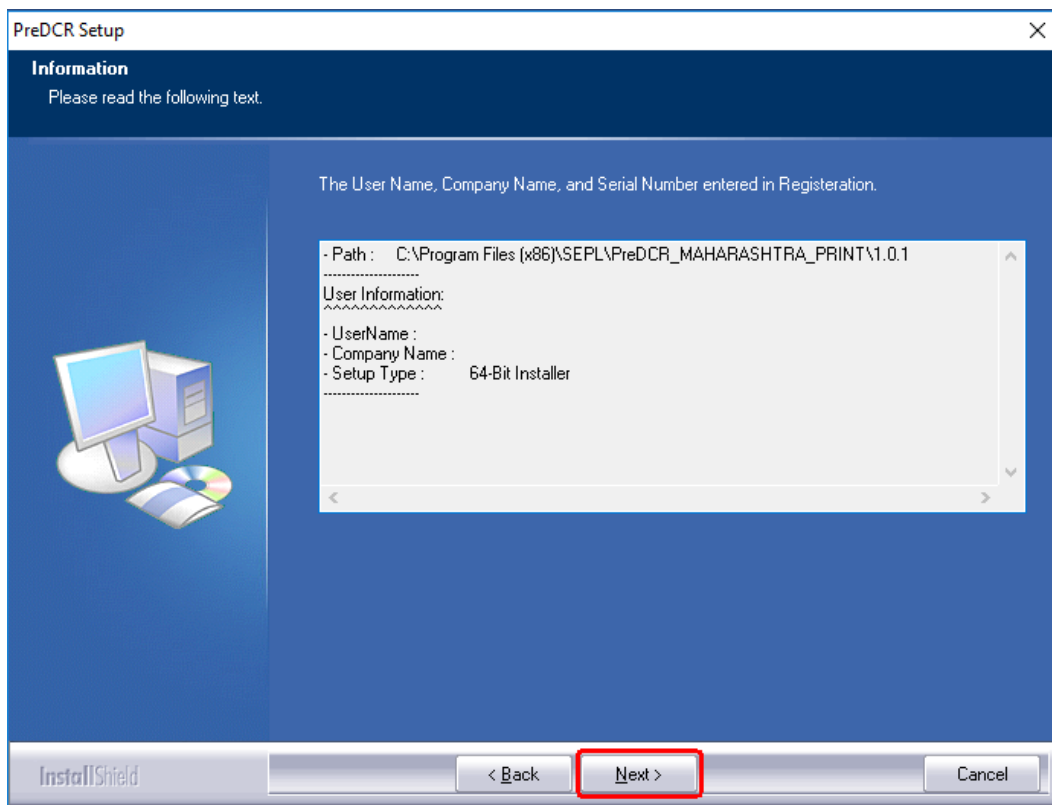 PreDCR Setup
Information
Please read the following text.
The User Name, Company Name, and Serial Number entered in Registeration.
- Path :    C:\Program Files (x86)\SEPL\PreDCR_MAHARASHTRA_PRINT\1.0.1
---------------------
User Information:
^^^^^^^^^^^^^^
- UserName :
- Company Name :
- Setup Type :    64-Bit Installer
---------------------
InstallShield
< Back
Next >
Cancel